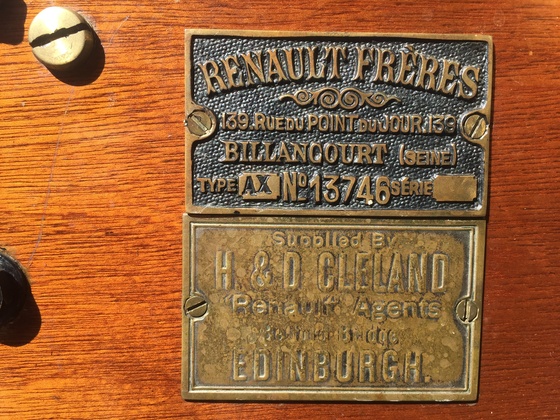 RENAULT FRÈRES
139. RUE DU POINT DU JOUR. 139
BILLANCOURT (SEINE)
TYPE AX Nº 13746 SÉRIE
Supplied By
H. & D CLELAND
"Renault" Agents
Bridge
EDINBURGH.